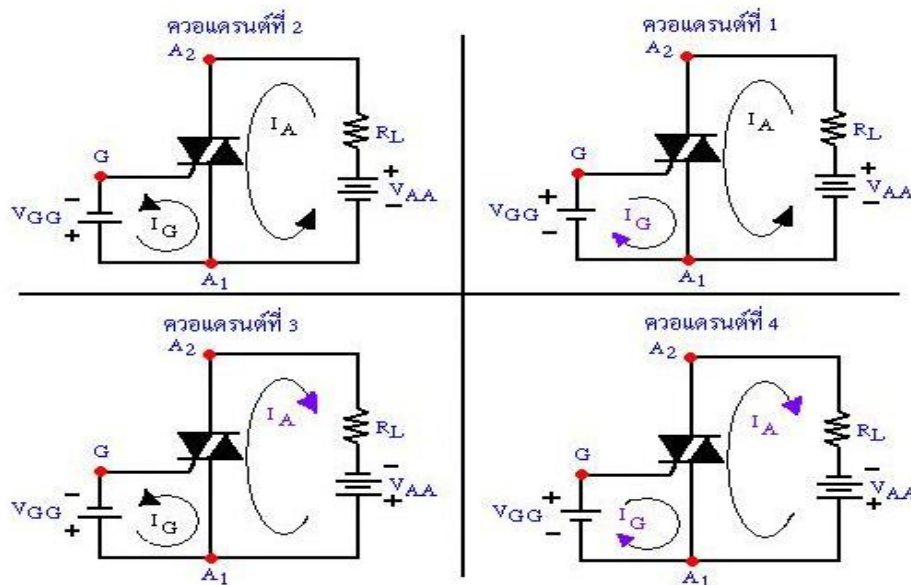 ควอแดรนต์ที่ 2
A2
IA
RL
G
+
VAA
−
−
VGG
+
IG
A1
ควอแดรนต์ที่ 1
A2
IA
RL
G
+
VAA
−
+
VGG
−
IG
A1
ควอแดรนต์ที่ 3
A2
IA
RL
G
−
VAA
+
−
VGG
+
IG
A1
ควอแดรนต์ที่ 4
A2
IA
RL
G
−
VAA
+
+
VGG
−
IG
A1